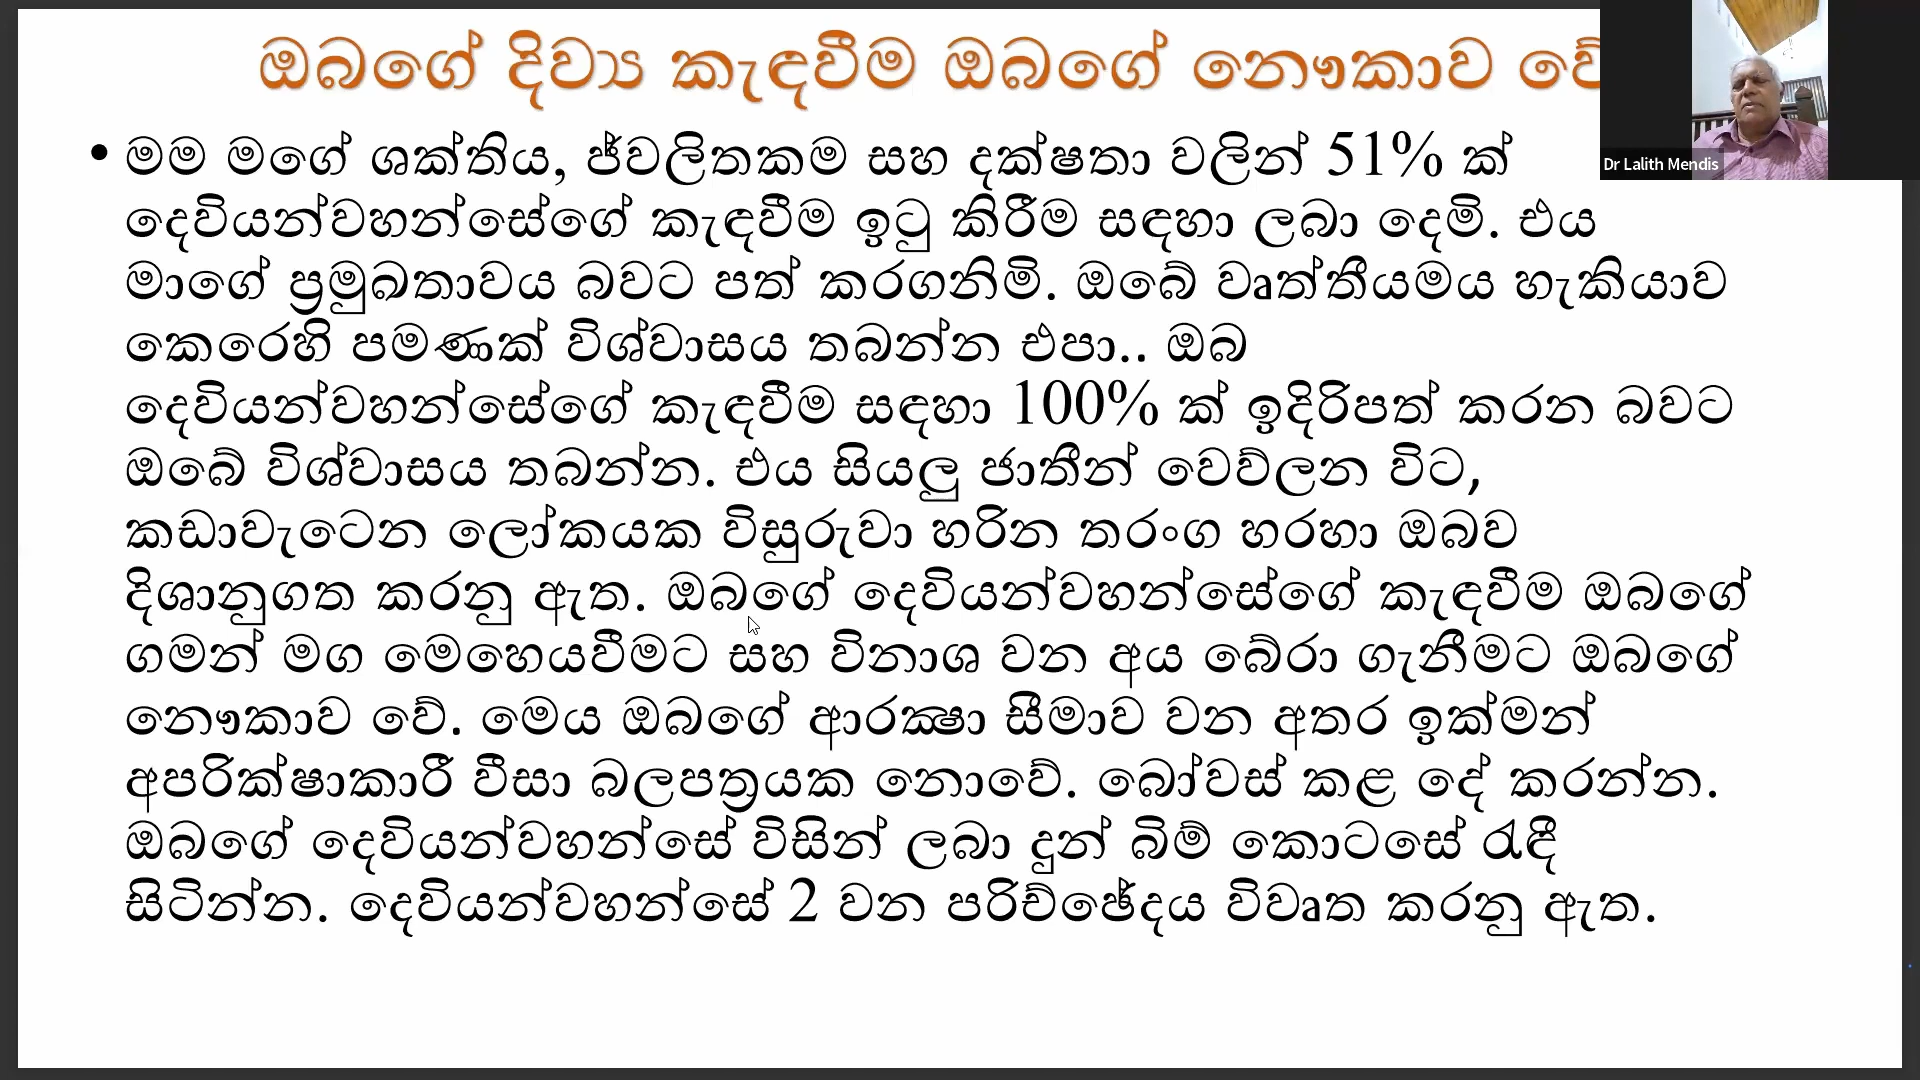 ඔබගේ දිව්‍ය කැඳවීම ඔබගේ නෞකාව වේ
Dr Lalith Mendis
• මම මගේ ශක්තිය, ජ්වලිතකම සහ දක්ෂතා වලින් 51% ක්
දෙවියන්වහන්සේගේ කැඳවීම ඉටු කිරීම සඳහා ලබා දෙමි. එය
මාගේ ප්‍රමුඛතාවය බවට පත් කරගනිමි. ඔබේ වෘත්තීයමය හැකියාව
කෙරෙහි පමණක් විශ්වාසය තබන්න එපා.. ඔබ
දෙවියන්වහන්සේගේ කැඳවීම සඳහා 100% ක් ඉදිරිපත් කරන බවට
ඔබේ විශ්වාසය තබන්න. එය සියලු ජාතීන් වෙව්ලන විට,
කඩාවැටෙන ලෝකයක විසුරුවා හරින තරංග හරහා ඔබව
දිශානුගත කරනු ඇත. ඔබගේ දෙවියන්වහන්සේගේ කැඳවීම ඔබගේ
ගමන් මග මෙහෙයවීමට සහ විනාශ වන අය බේරා ගැනීමට ඔබගේ
නෞකාව වේ. මෙය ඔබගේ ආරක්‍ෂා සීමාව වන අතර ඉක්මන්
අපරික්ෂාකාරී වීසා බලපත්‍රයක නොවේ. බෝවස් කළ දේ කරන්න.
ඔබගේ දෙවියන්වහන්සේ විසින් ලබා දුන් බිම් කොටසේ රැඳී
සිටින්න. දෙවියන්වහන්සේ 2 වන පරිච්ඡේදය විවෘත කරනු ඇත.